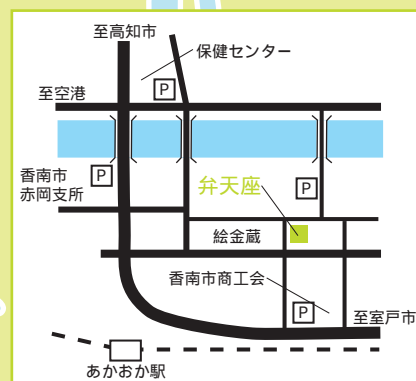 至高知市
保健センター
P
至空港
P
香南市
赤岡支所
弁天座
P
絵金蔵
香南市商工会
P
至室戸市
あかおか駅